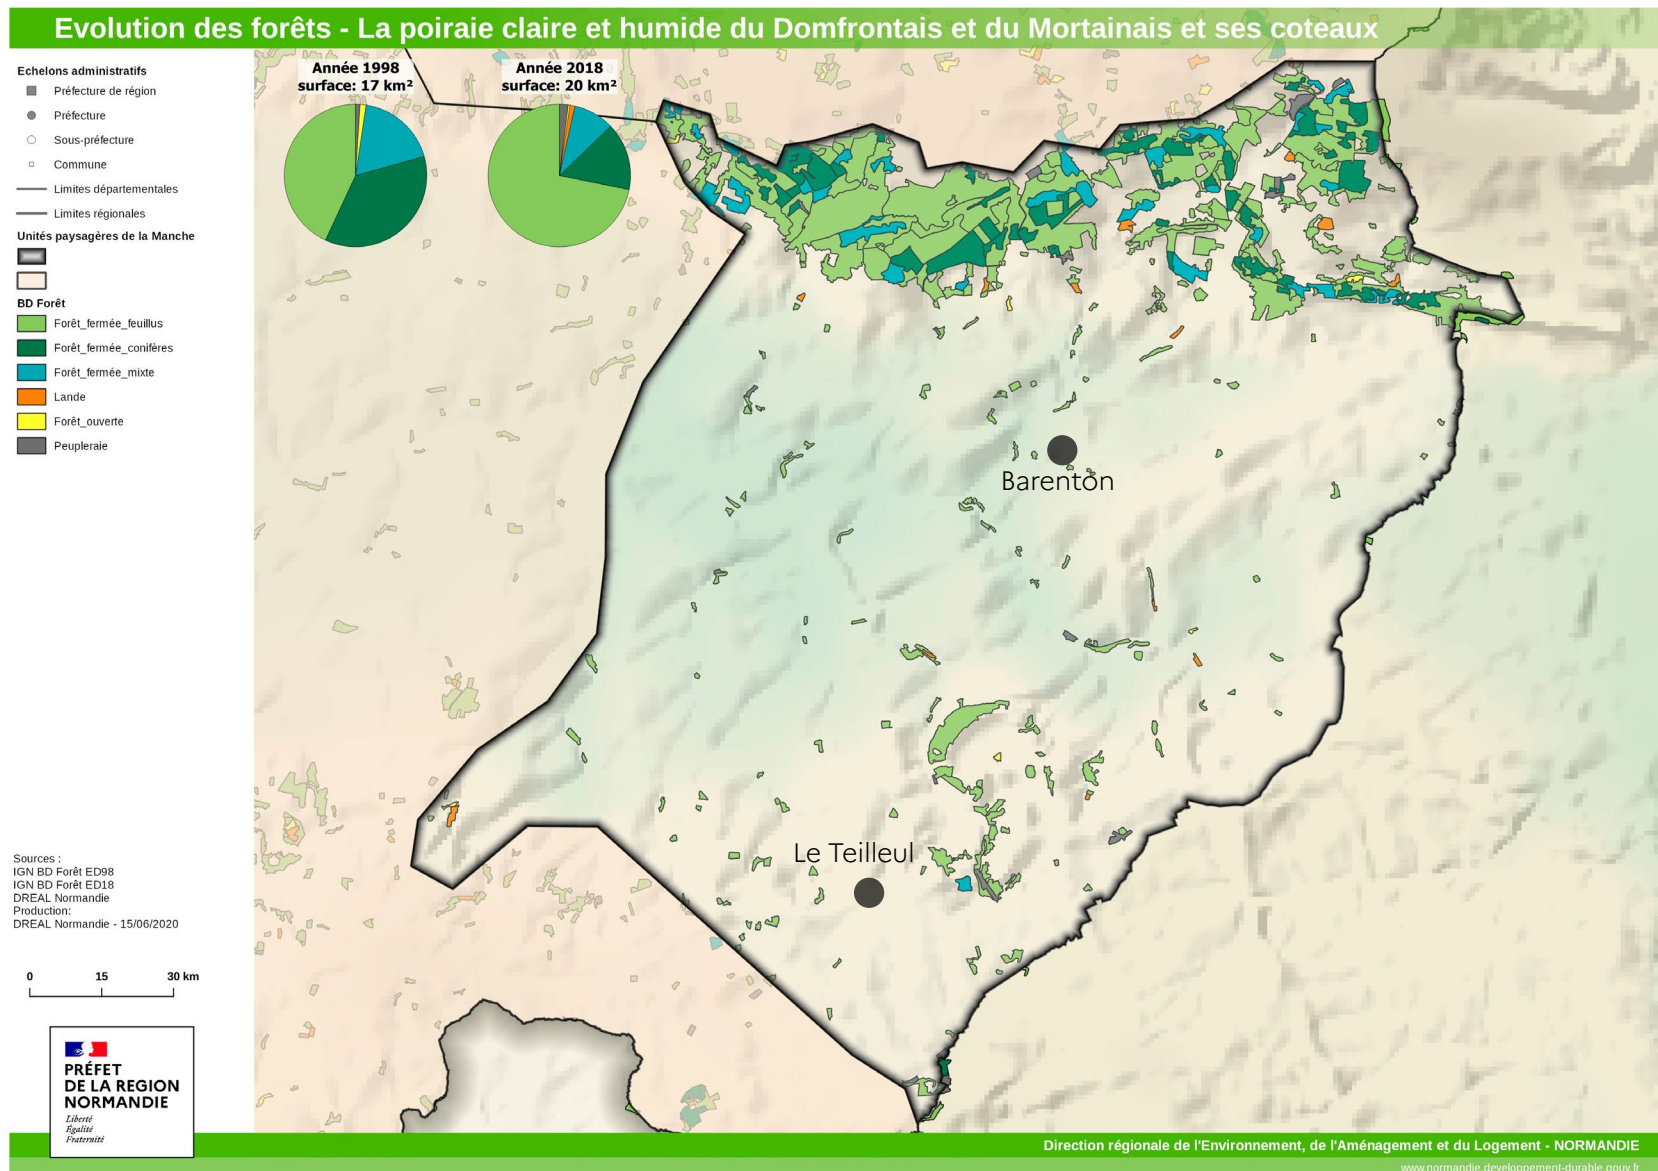 Evolution des forêts - La poiraie claire et humide du Domfrontais et du Mortainais et ses coteaux
Echelons administratifs
Préfecture de région
Préfecture
Sous-préfecture
Commune
Limites départementales
Limites régionales
Unités paysagères de la Manche
BD Forêt
Forêt_fermée_feuillus
Forêt_fermée_conifères
Forêt_fermée_mixte
Lande
Forêt_ouverte
Peupleraie
Année 1998
surface: 17 km²
Année 2018
surface: 20 km²
Barenton
Le Teilleul
Sources :
IGN BD Forêt ED98
IGN BD Forêt ED18
DREAL Normandie
Production:
DREAL Normandie - 15/06/2020
0 15 30 km
PRÉFET
DE LA REGION
NORMANDIE
Liberté
Égalité
Fraternité
Direction régionale de l'Environnement, de l'Aménagement et du Logement - NORMANDIE
www.normandie.developpement-durable.gouv.fr